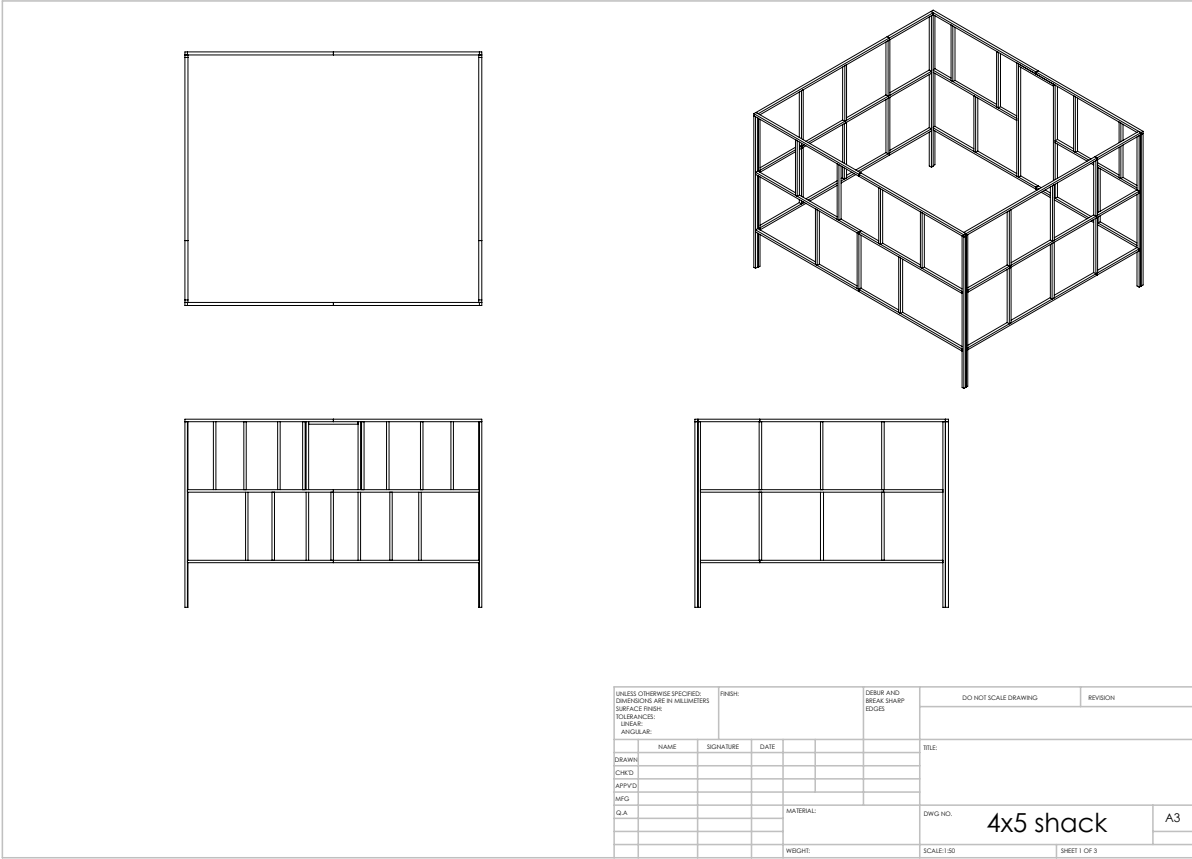 UNLESS OTHERWISE SPECIFIED:
DIMENSIONS ARE IN MILLIMETERS
SURFACE FINISH:
TOLERANCES:
LINEAR:
ANGULAR:
FINISH:
DEBUR AND
BREAK SHARP
EDGES
DO NOT SCALE DRAWING
REVISION
NAME
SIGNATURE
DATE
TITLE:
DRAWN
CHK'D
APPV'D
MFG
Q.A
MATERIAL:
DWG NO.
4x5 shack
A3
WEIGHT:
SCALE:1:50
SHEET 1 OF 3